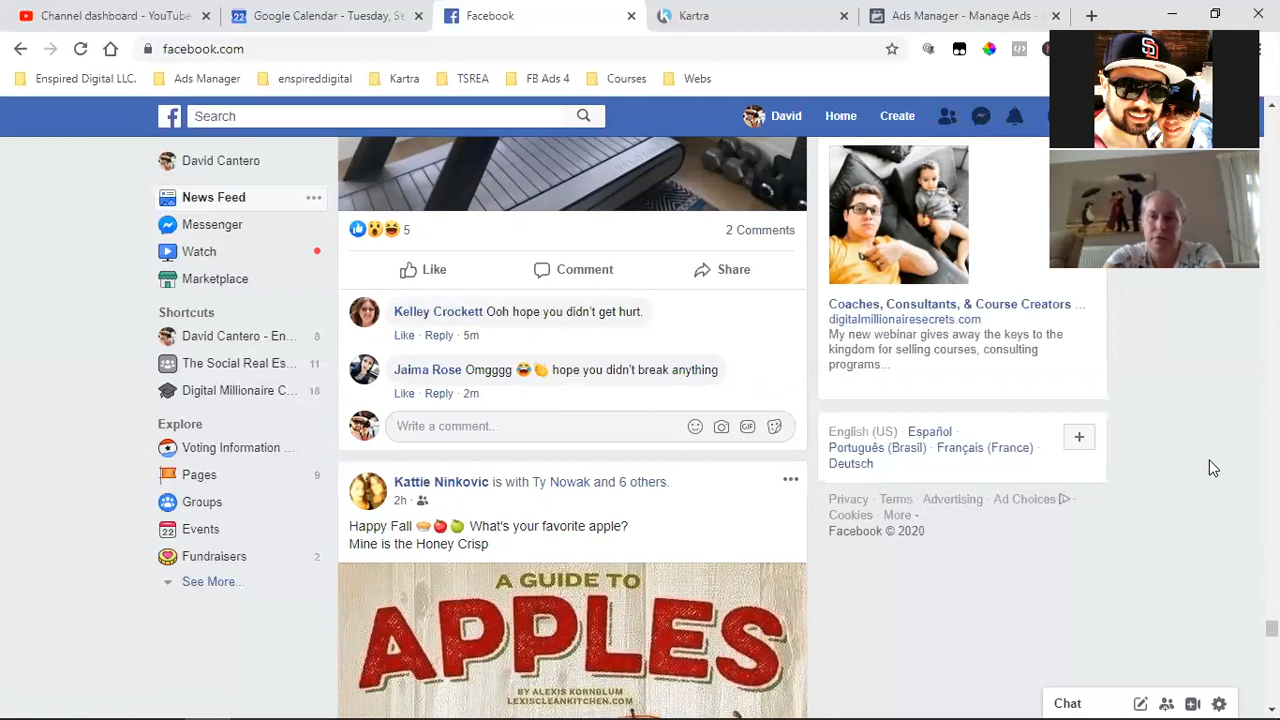 Channel dashboard - YouTube
Google Calendar - Tuesday, Se
Facebook
Kartra
Ads Manager - Manage Ads -
facebook.com
Enspired Digital LLC.
Ads Manager
enspireddigital
Kartra
TSREA
FB Ads 4
Courses
Webs
Search
David
Home
Create
David Cantero
News Feed
Messenger
Watch
Marketplace
Shortcuts
David Cantero - En... 8
The Social Real Es... 11
Digital Millionaire C... 18
Explore
Voting Information ...
Pages 9
Groups
Events
Fundraisers 2
See More...
5
2 Comments
Like
Comment
Share
Kelley Crockett Ooh hope you didn't get hurt.
Like · Reply · 5m
Jaima Rose Omgggg 😂👏 hope you didn't break anything
Like · Reply · 2m
Write a comment...
GIF
Kattie Ninkovic is with Ty Nowak and 6 others.
2h ·
Happy Fall 🥧🍎🍏 What's your favorite apple?
Mine is the Honey Crisp
A GUIDE TO
APPLES
BY ALEXIS KORNBLUM
LEXISCLEANKITCHEN.COM
Coaches, Consultants, & Course Creators ...
digitalmillionairesecrets.com
My new webinar gives away the keys to the
kingdom for selling courses, consulting
programs...
English (US) · Español ·
Português (Brasil) · Français (France) ·
Deutsch
Privacy · Terms · Advertising · Ad Choices ·
Cookies · More
Facebook © 2020
Chat